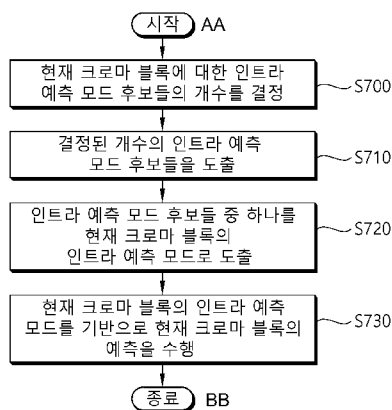 시작 AA
현재 크로마 블록에 대한 인트라
예측 모드 후보들의 개수를 결정
S700
결정된 개수의 인트라 예측
모드 후보들을 도출
S710
인트라 예측 모드 후보들 중 하나를
현재 크로마 블록의
인트라 예측 모드로 도출
S720
현재 크로마 블록의 인트라 예측
모드를 기반으로 현재 크로마 블록의
예측을 수행
S730
종료 BB